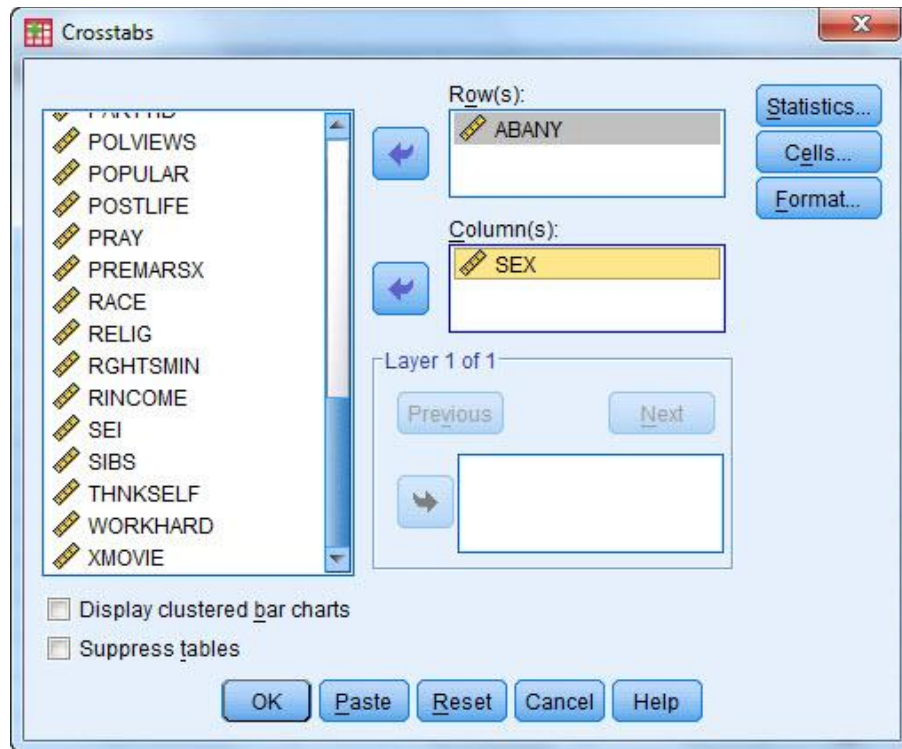 Crosstabs
POLVIEWS
POPULAR
POSTLIFE
PRAY
PREMARSX
RACE
RELIG
RGHTSMIN
RINCOME
SEI
SIBS
THNKSELF
WORKHARD
XMOVIE
Row(s):
ABANY
Column(s):
SEX
Layer 1 of 1
Previous Next
Statistics...
Cells...
Format...
Display clustered bar charts
Suppress tables
OK Paste Reset Cancel Help